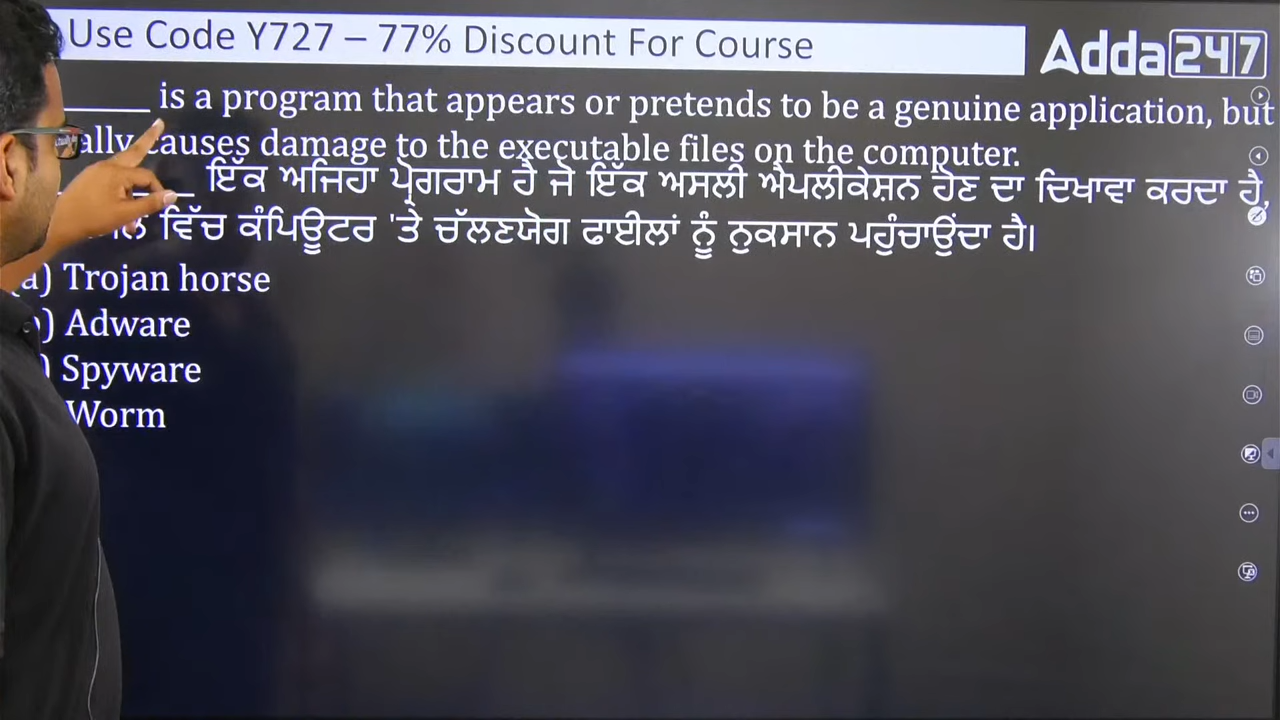 Use Code Y727 – 77% Discount For Course
Adda247
______ is a program that appears or pretends to be a genuine application, but
causes damage to the executable files on the computer.
______ ਇੱਕ ਅਜਿਹਾ ਪ੍ਰੋਗਰਾਮ ਹੈ ਜੋ ਇੱਕ ਅਸਲੀ ਐਪਲੀਕੇਸ਼ਨ ਹੋਣ ਦਾ ਦਿਖਾਵਾ ਕਰਦਾ ਹੈ,
ਵਿੱਚ ਕੰਪਿਊਟਰ 'ਤੇ ਚੱਲਣਯੋਗ ਫਾਈਲਾਂ ਨੂੰ ਨੁਕਸਾਨ ਪਹੁੰਚਾਉਂਦਾ ਹੈ।
a) Trojan horse
) Adware
) Spyware
Worm